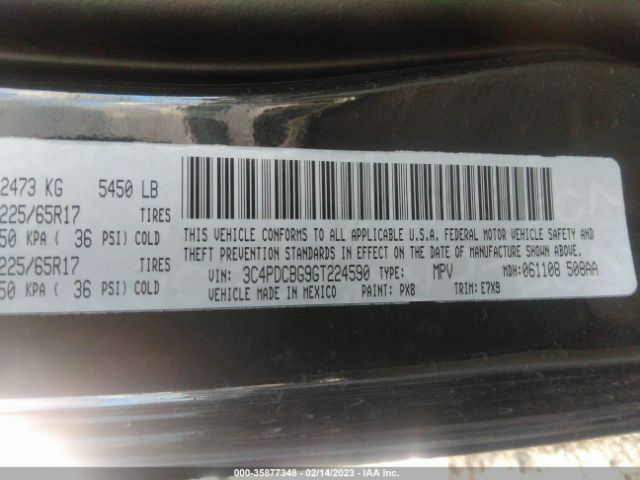 2473 KG 5450 LB
225/65R17 TIRES
50 KPA ( 36 PSI) COLD
225/65R17 TIRES
50 KPA ( 36 PSI) COLD
THIS VEHICLE CONFORMS TO ALL APPLICABLE U.S.A. FEDERAL MOTOR VEHICLE SAFETY AND
THEFT PREVENTION STANDARDS IN EFFECT ON THE DATE OF MANUFACTURE SHOWN ABOVE.
VIN: 3C4PDCBG9GT224590 TYPE: MPV MDH: 061108 508AA
VEHICLE MADE IN MEXICO PAINT: PX8 TRIM: E7X9
000-35877348 - 02/14/2023 - IAA Inc.